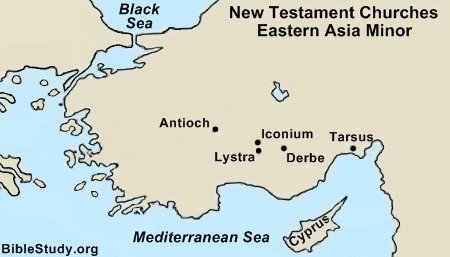 Black
Sea
New Testament Churches
Eastern Asia Minor
Antioch
Iconium
Tarsus
Lystra
Derbe
Cyprus
Mediterranean Sea
BibleStudy.org